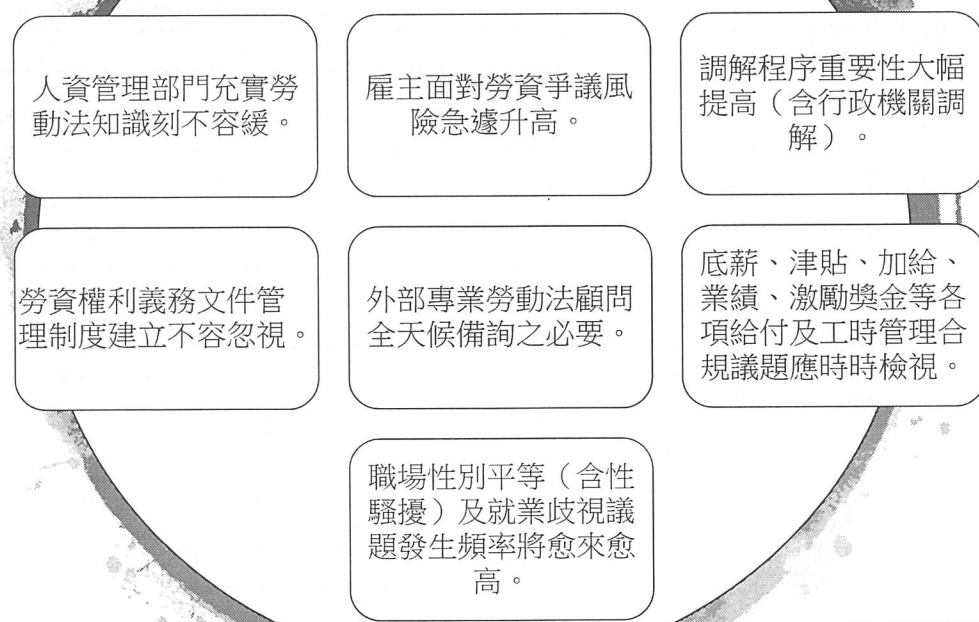 人資管理部門充實勞
動法知識刻不容緩。
雇主面對勞資爭議風
險急遽升高。
調解程序重要性大幅
提高（含行政機關調
解）。
勞資權利義務文件管
理制度建立不容忽視。
外部專業勞動法顧問
全天候備詢之必要。
底薪、津貼、加給、
業績、激勵獎金等各
項給付及工時管理合
規議題應時時檢視。
職場性別平等（含性
騷擾）及就業歧視議
題發生頻率將愈來愈
高。